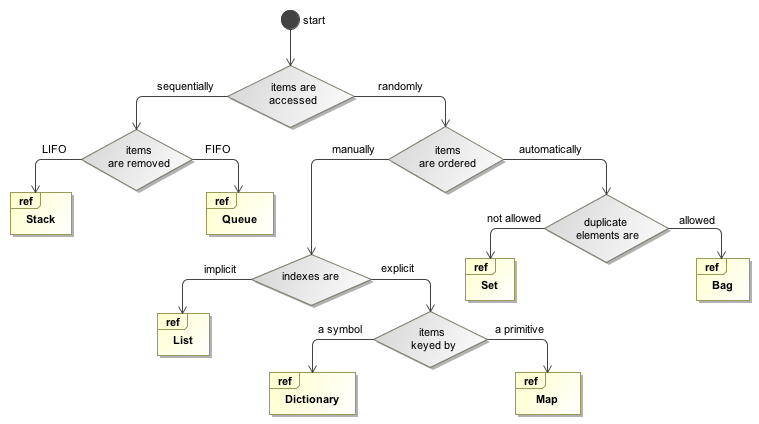 start
items are
accessed
sequentially
randomly
items
are removed
LIFO
FIFO
items
are ordered
manually
automatically
ref
Stack
ref
Queue
duplicate
elements are
not allowed
allowed
indexes are
implicit
explicit
ref
Set
ref
Bag
ref
List
items
keyed by
a symbol
a primitive
ref
Dictionary
ref
Map